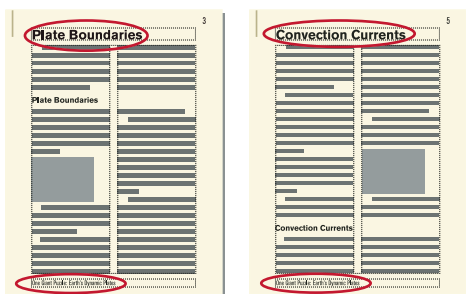 3
Plate Boundaries
Plate Boundaries
One Giant Puzzle: Earth's Dynamic Plates
5
Convection Currents
Convection Currents
One Giant Puzzle: Earth's Dynamic Plates